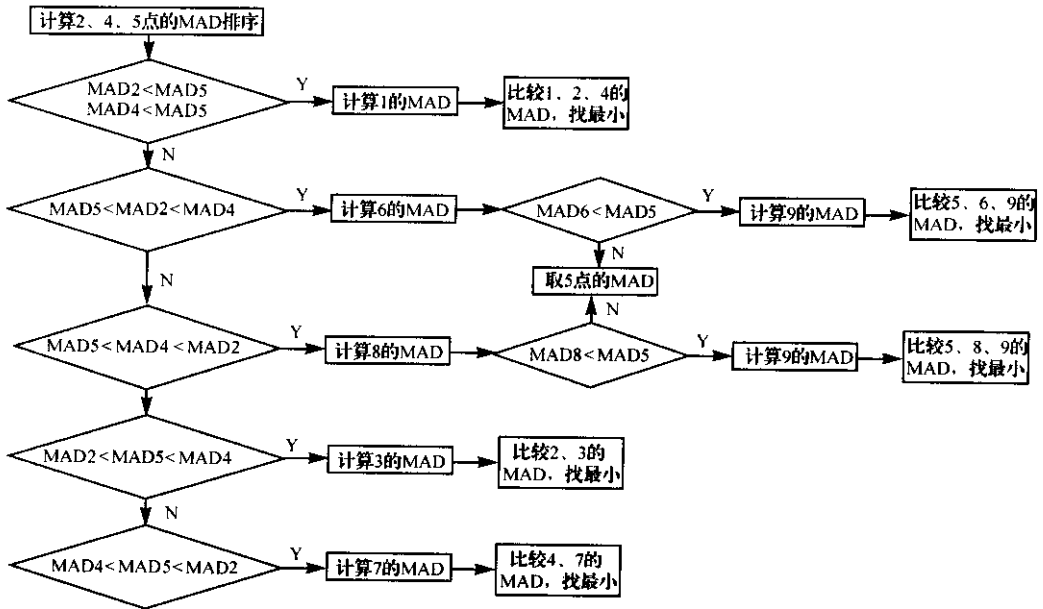 计算2、4、5点的MAD排序
MAD2<MAD5
MAD4<MAD5
Y
计算1的MAD
比较1、2、4的
MAD，找最小
N
MAD5<MAD2<MAD4
Y
计算6的MAD
MAD6<MAD5
Y
计算9的MAD
比较5、6、9的
MAD，找最小
N
N
取5点的MAD
N
MAD5<MAD4<MAD2
Y
计算8的MAD
MAD8<MAD5
Y
计算9的MAD
比较5、8、9的
MAD，找最小
MAD2<MAD5<MAD4
Y
计算3的MAD
比较2、3的
MAD，找最小
N
MAD4<MAD5<MAD2
Y
计算7的MAD
比较4、7的
MAD，找最小